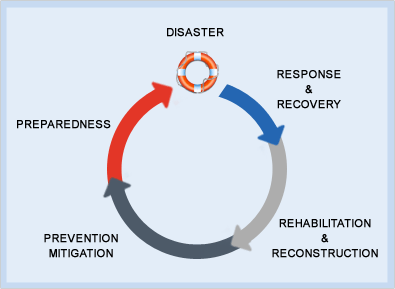 DISASTER
RESPONSE
&
RECOVERY
REHABILITATION
&
RECONSTRUCTION
PREVENTION
MITIGATION
PREPAREDNESS